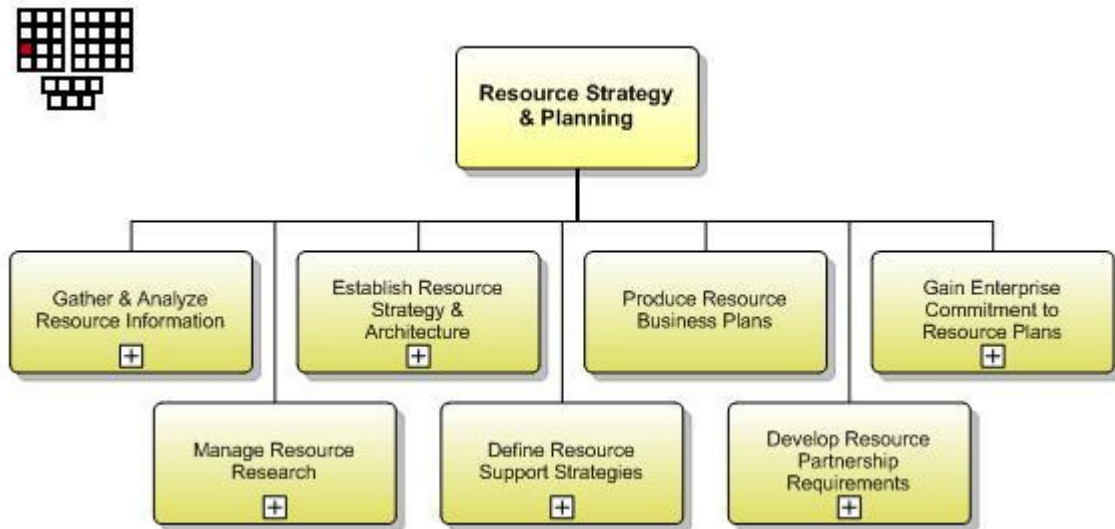 Resource Strategy
& Planning
Gather & Analyze
Resource Information
Establish Resource
Strategy &
Architecture
Produce Resource
Business Plans
Gain Enterprise
Commitment to
Resource Plans
Manage Resource
Research
Define Resource
Support Strategies
Develop Resource
Partnership
Requirements